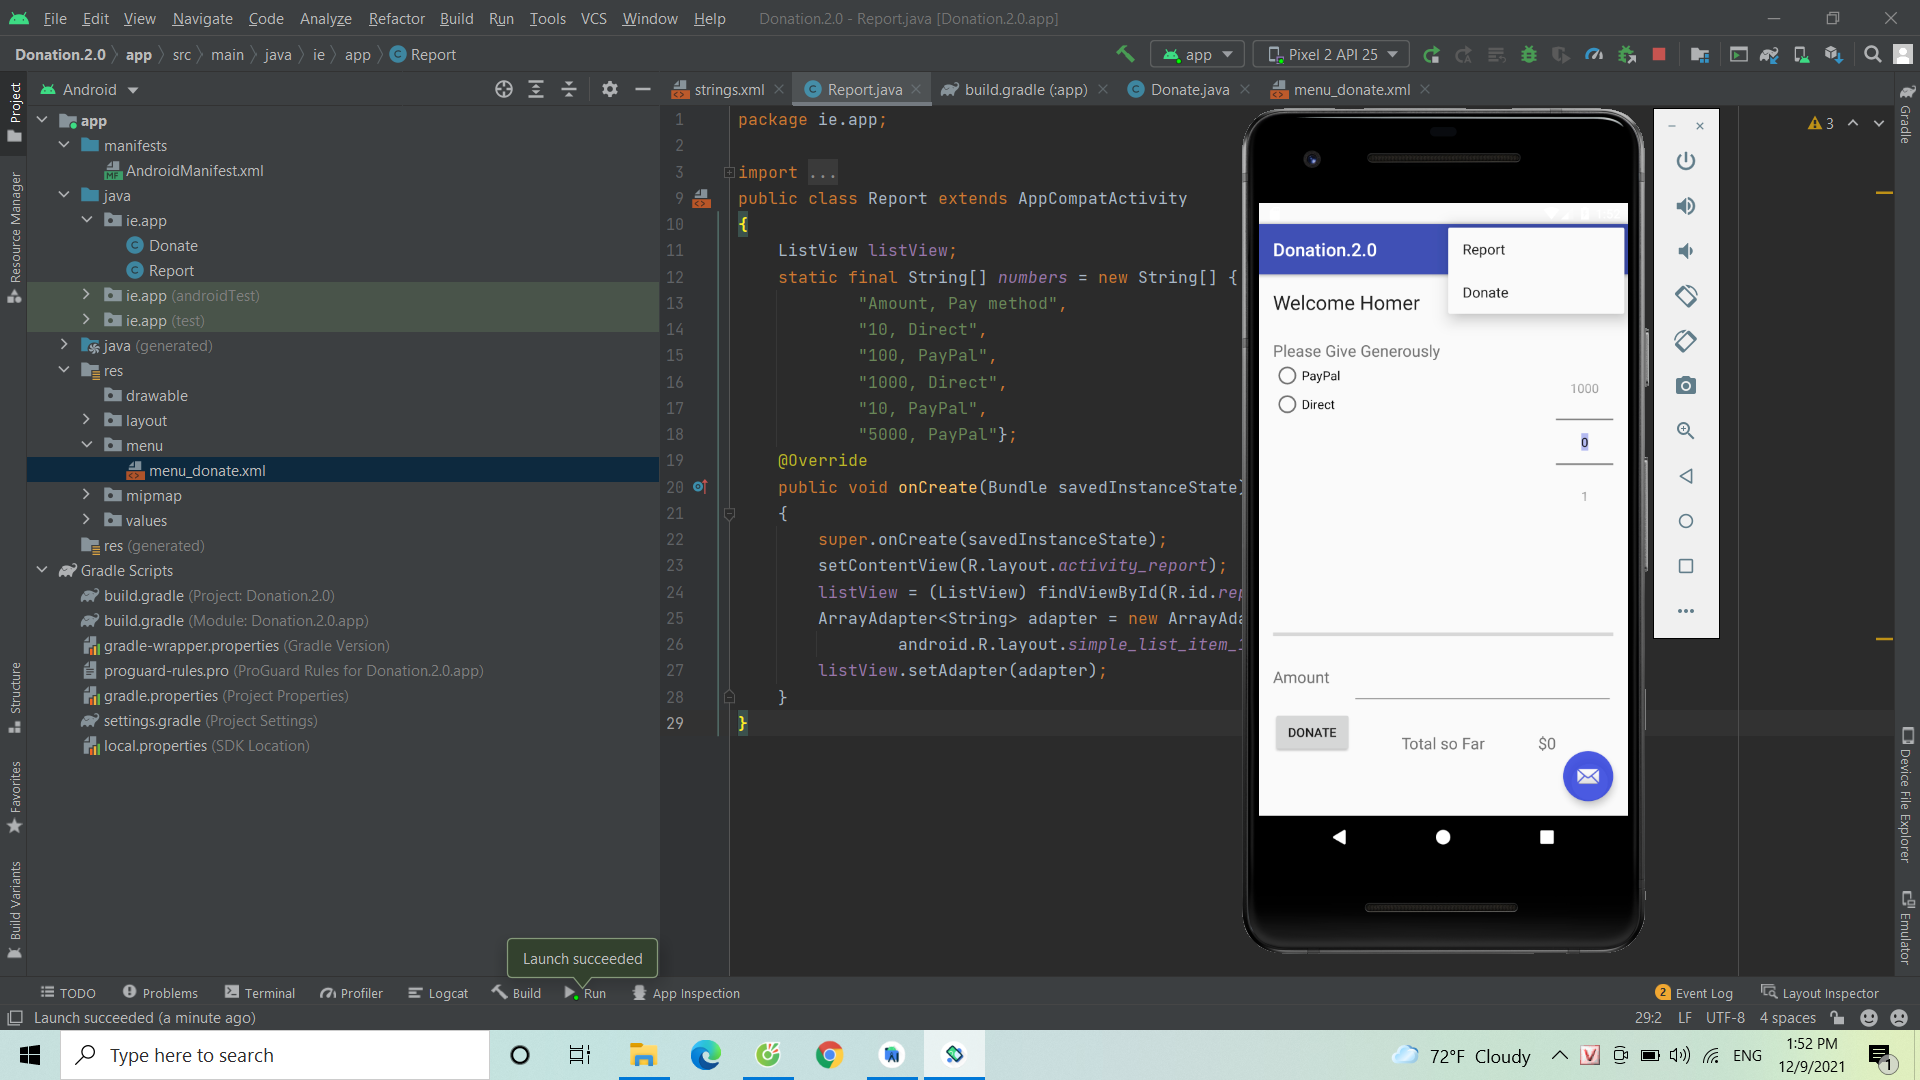 File Edit View Navigate Code Analyze Refactor Build Run Tools VCS Window Help Donation.2.0 - Report.java [Donation.2.0.app]
Donation.2.0 app src main java ie app Report app Pixel 2 API 25
Android strings.xml Report.java build.gradle (:app) Donate.java menu_donate.xml
Project
Resource Manager
Structure
Favorites
Build Variants
app
manifests
AndroidManifest.xml
java
ie.app
Donate
Report
ie.app (androidTest)
ie.app (test)
java (generated)
res
drawable
layout
menu
menu_donate.xml
mipmap
values
res (generated)
Gradle Scripts
build.gradle (Project: Donation.2.0)
build.gradle (Module: Donation.2.0.app)
gradle-wrapper.properties (Gradle Version)
proguard-rules.pro (ProGuard Rules for Donation.2.0.app)
gradle.properties (Project Properties)
settings.gradle (Project Settings)
local.properties (SDK Location)
1 package ie.app;
2
3 import ...
9 public class Report extends AppCompatActivity
10 {
11 ListView listView;
12 static final String[] numbers = new String[] {
13 "Amount, Pay method",
14 "10, Direct",
15 "100, PayPal",
16 "1000, Direct",
17 "10, PayPal",
18 "5000, PayPal"};
19 @Override
20 public void onCreate(Bundle savedInstanceState)
21 {
22 super.onCreate(savedInstanceState);
23 setContentView(R.layout.activity_report);
24 listView = (ListView) findViewById(R.id.rep
25 ArrayAdapter<String> adapter = new ArrayAda
26 android.R.layout.simple_list_item_1
27 listView.setAdapter(adapter);
28 }
29 }
3
Donation.2.0
Report
Donate
Welcome Homer
Please Give Generously
PayPal
Direct
1000
0
1
Amount
DONATE
Total so Far $0
Gradle
Device File Explorer
Emulator
Launch succeeded
TODO Problems Terminal Profiler Logcat Build Run App Inspection 2 Event Log Layout Inspector
Launch succeeded (a minute ago) 29:2 LF UTF-8 4 spaces
Type here to search 72°F Cloudy ENG
1:52 PM
12/9/2021
1